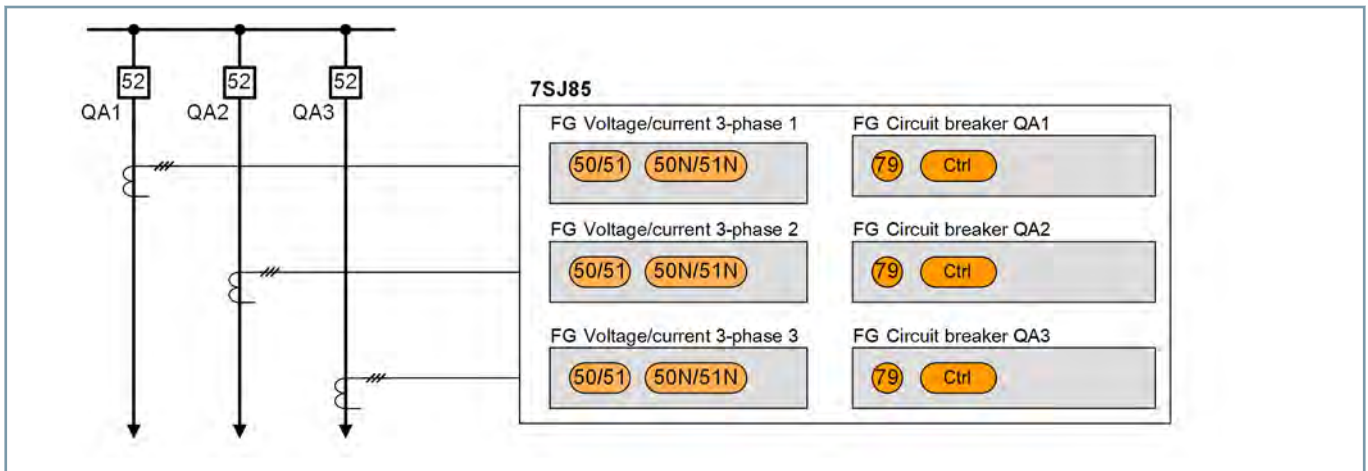 52 52 52
QA1 QA2 QA3
7SJ85
FG Voltage/current 3-phase 1
50/51 50N/51N
FG Circuit breaker QA1
79 Ctrl
FG Voltage/current 3-phase 2
50/51 50N/51N
FG Circuit breaker QA2
79 Ctrl
FG Voltage/current 3-phase 3
50/51 50N/51N
FG Circuit breaker QA3
79 Ctrl